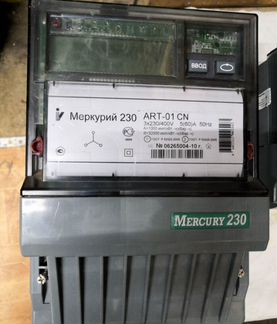 ВВОД
Меркурий 230 ART-01 CN
3x230/400V 5(60)A 50Hz
№ 06265004-10 г.
MERCURY 230